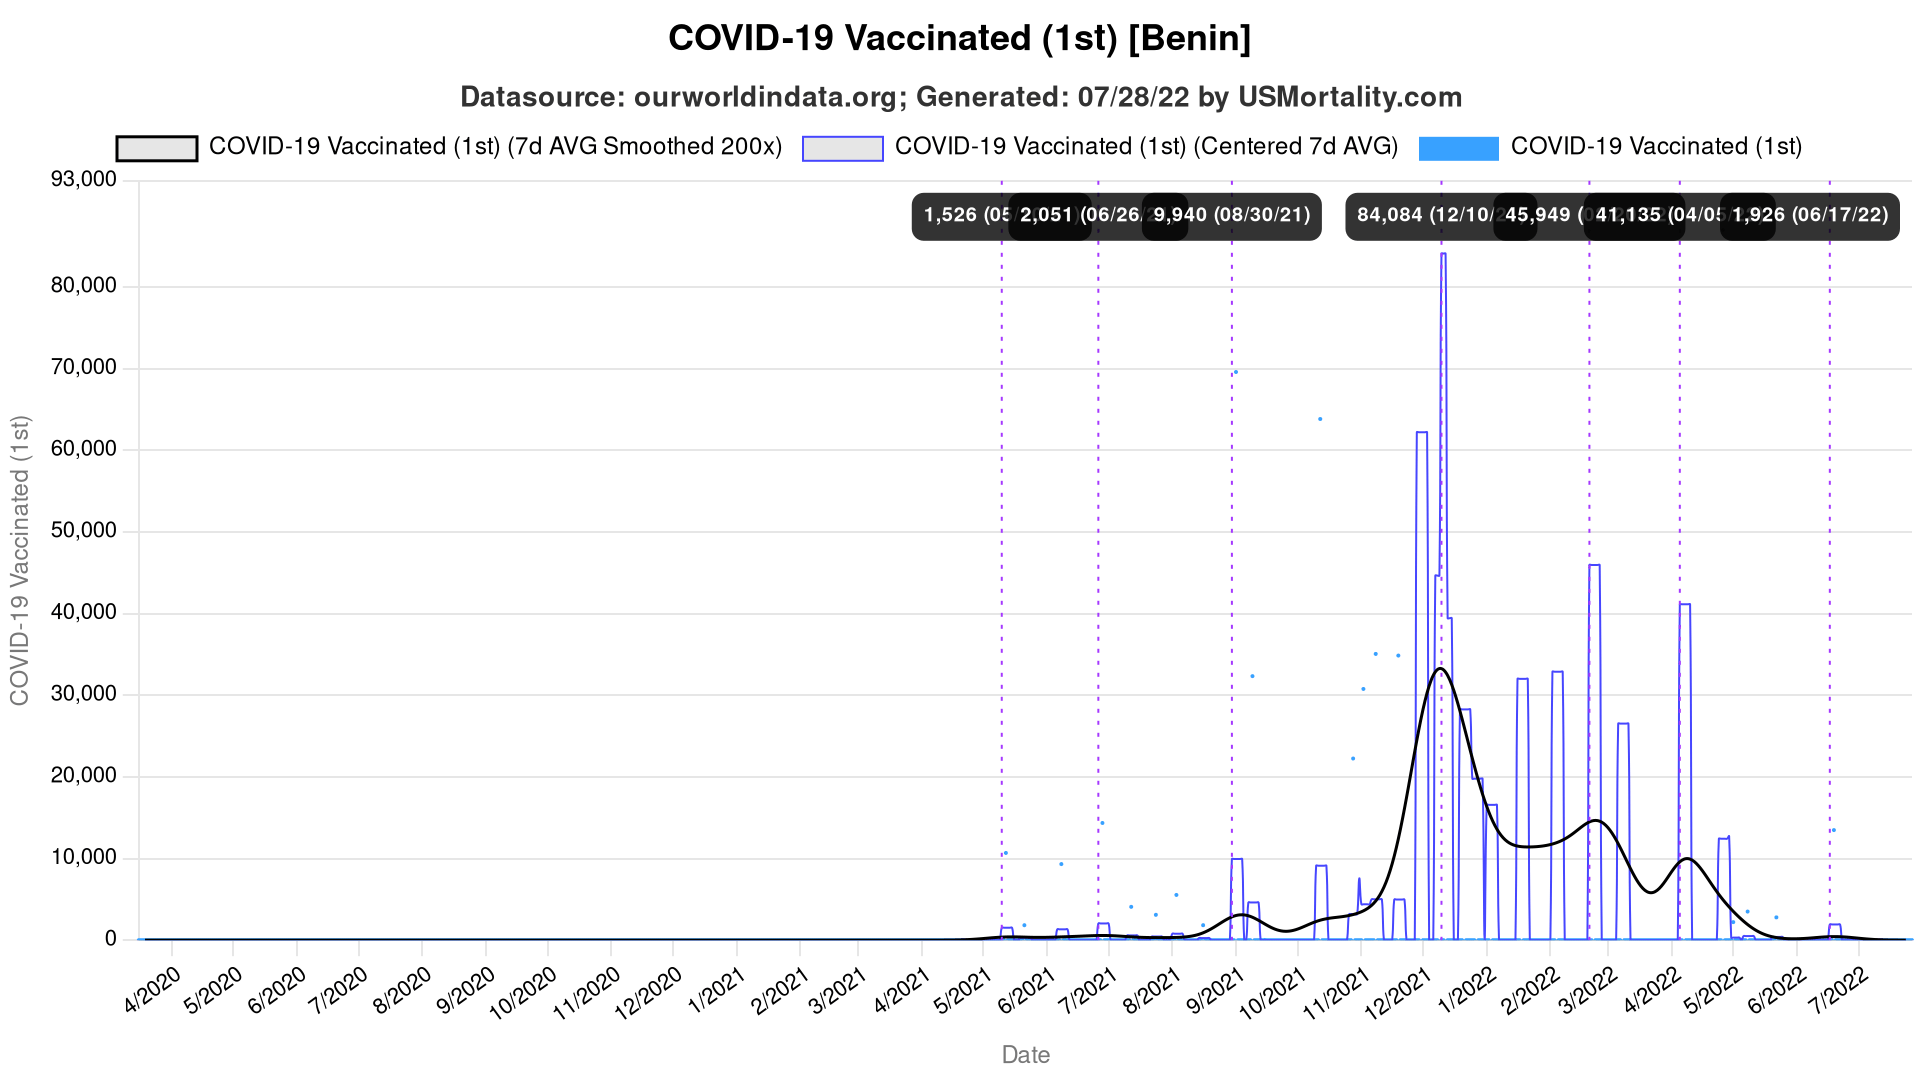 COVID-19 Vaccinated (1st) [Benin]
Datasource: ourworldindata.org; Generated: 07/28/22 by USMortality.com
COVID-19 Vaccinated (1st) (7d AVG Smoothed 200x) COVID-19 Vaccinated (1st) (Centered 7d AVG) COVID-19 Vaccinated (1st)
93,000
1,526 (05/ 2,051 (06/26/ 9,940 (08/30/21) 84,084 (12/10/ 45,949 41,135 (04/05 1,926 (06/17/22)
80,000
70,000
60,000
50,000
40,000
30,000
20,000
10,000
0
COVID-19 Vaccinated (1st)
4/2020 5/2020 6/2020 7/2020 8/2020 9/2020 10/2020 11/2020 12/2020 1/2021 2/2021 3/2021 4/2021 5/2021 6/2021 7/2021 8/2021 9/2021 10/2021 11/2021 12/2021 1/2022 2/2022 3/2022 4/2022 5/2022 6/2022 7/2022
Date